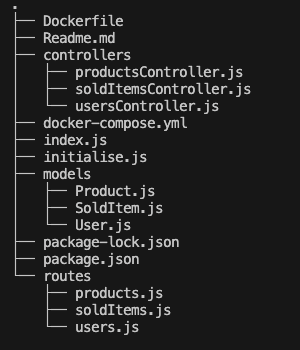 .
├── Dockerfile
├── Readme.md
├── controllers
│   ├── productsController.js
│   ├── soldItemsController.js
│   └── usersController.js
├── docker-compose.yml
├── index.js
├── initialise.js
├── models
│   ├── Product.js
│   ├── SoldItem.js
│   └── User.js
├── package-lock.json
├── package.json
└── routes
    ├── products.js
    ├── soldItems.js
    └── users.js